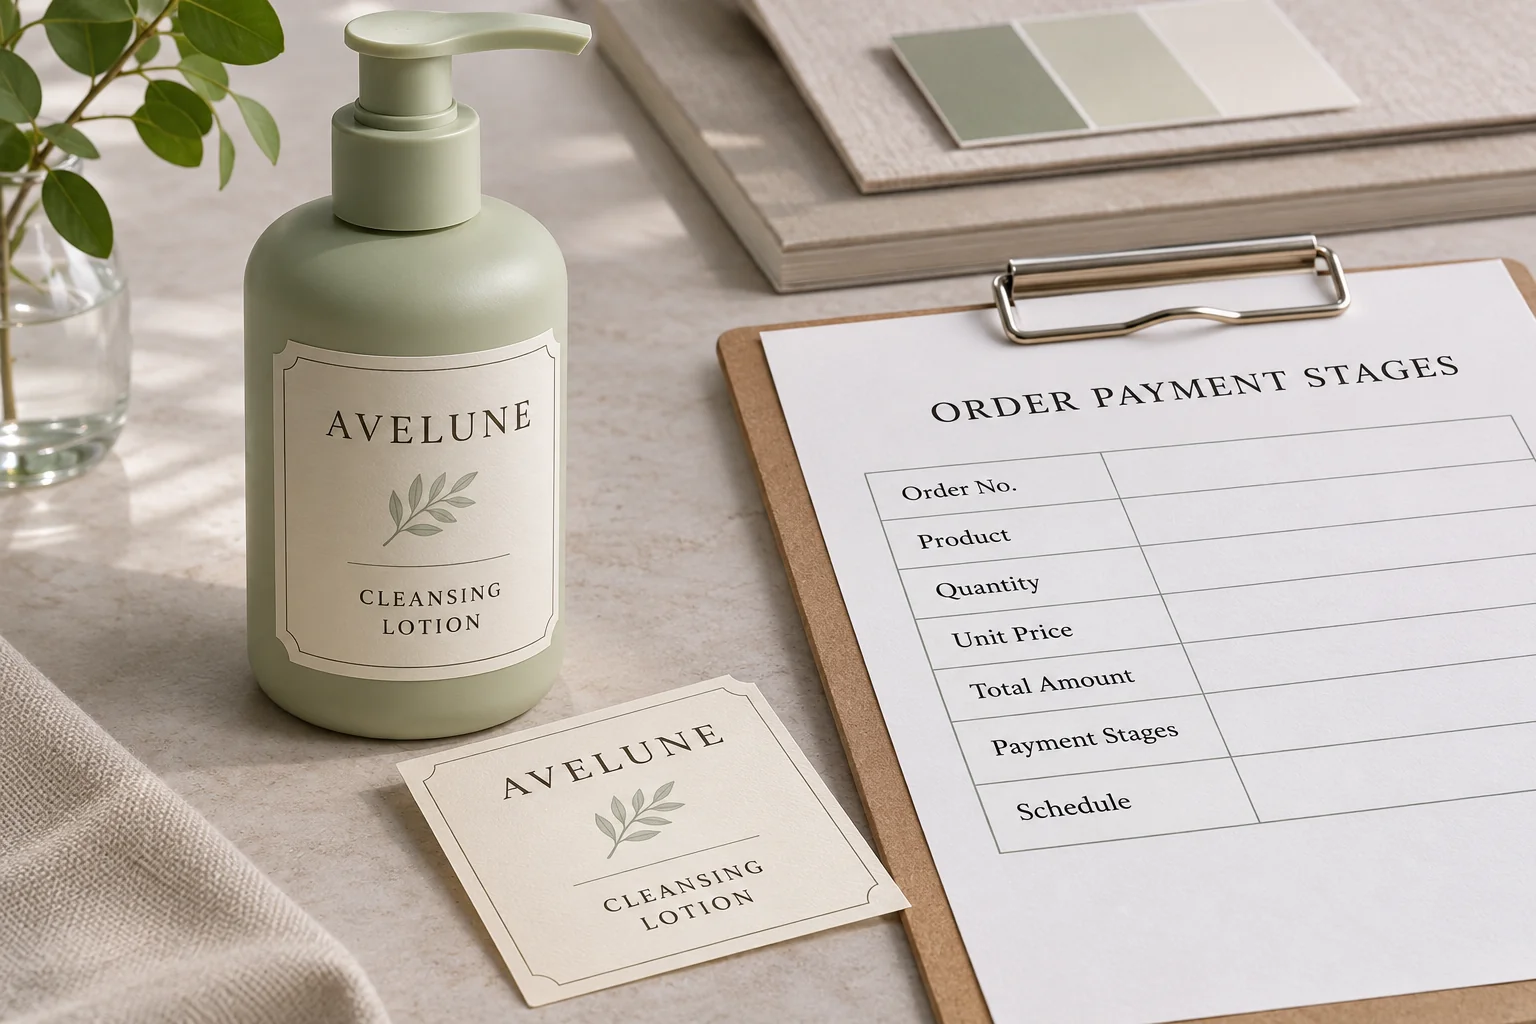 AVELUNE
CLEANSING
LOTION
AVELUNE
CLEANSING
LOTION
ORDER PAYMENT STAGES
Order No.
Product
Quantity
Unit Price
Total Amount
Payment Stages
Schedule